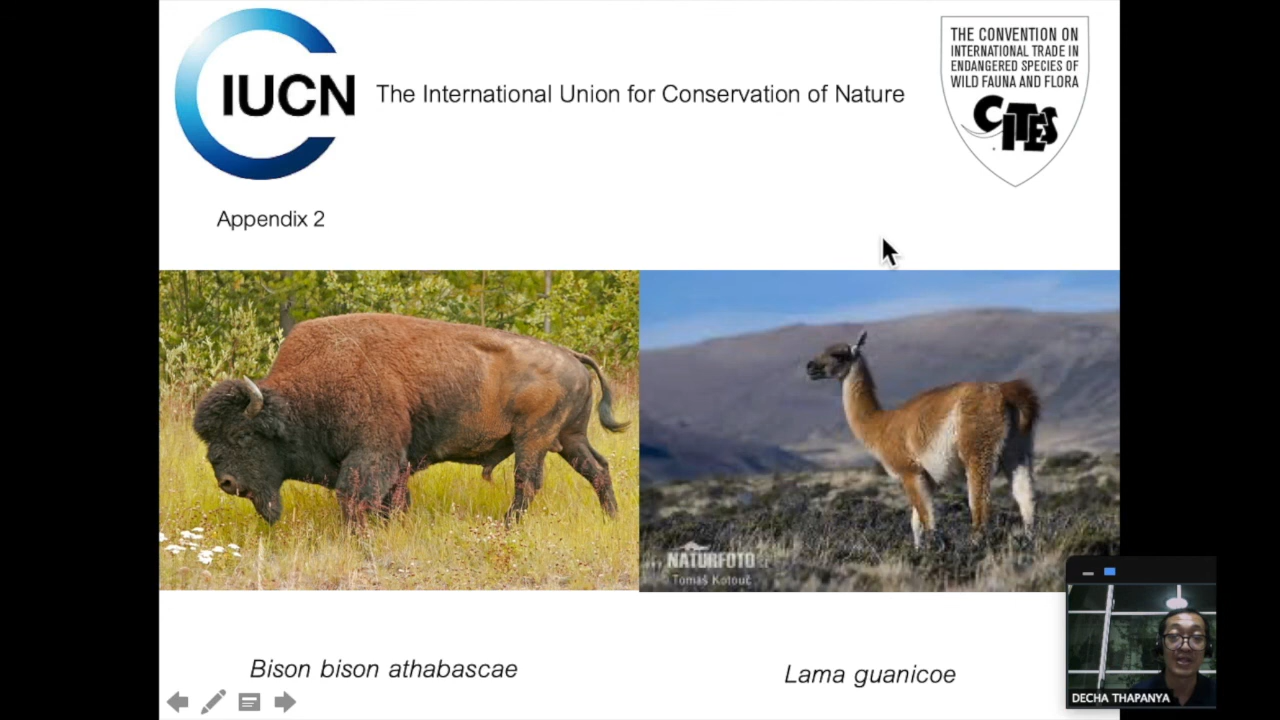 IUCN
The International Union for Conservation of Nature
THE CONVENTION ON
INTERNATIONAL TRADE IN
ENDANGERED SPECIES OF
WILD FAUNA AND FLORA
CITES
Appendix 2
NATURFOTO
Tomáš Kotouč
Bison bison athabascae
Lama guanicoe
DECHA THAPANYA